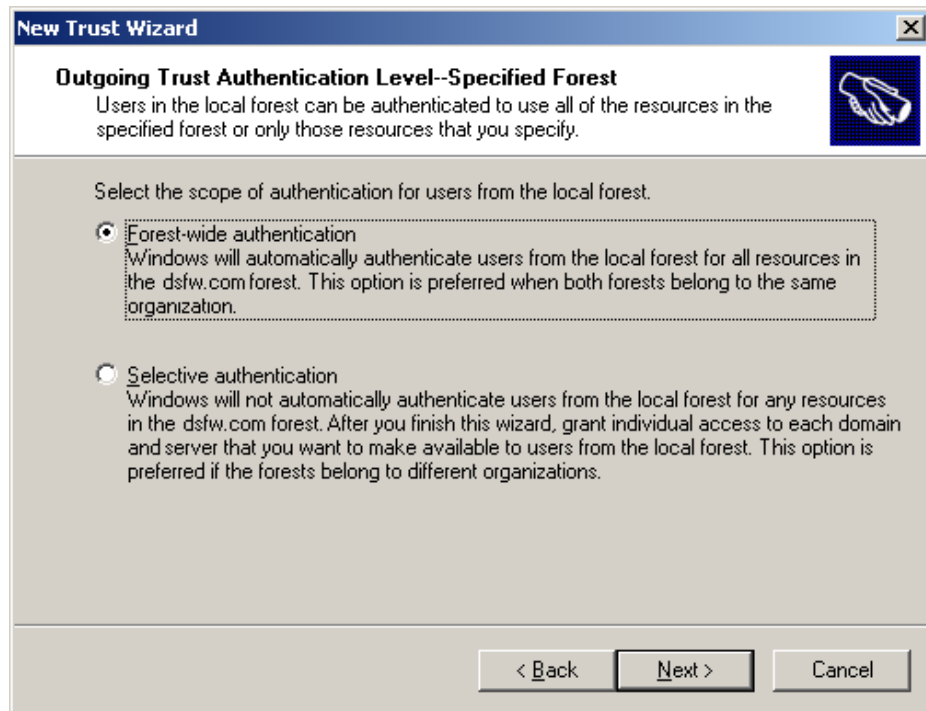 New Trust Wizard
Outgoing Trust Authentication Level--Specified Forest
Users in the local forest can be authenticated to use all of the resources in the
specified forest or only those resources that you specify.
Select the scope of authentication for users from the local forest.
Forest-wide authentication
Windows will automatically authenticate users from the local forest for all resources in
the dsfw.com forest. This option is preferred when both forests belong to the same
organization.
Selective authentication
Windows will not automatically authenticate users from the local forest for any resources
in the dsfw.com forest. After you finish this wizard, grant individual access to each domain
and server that you want to make available to users from the local forest. This option is
preferred if the forests belong to different organizations.
< Back
Next >
Cancel